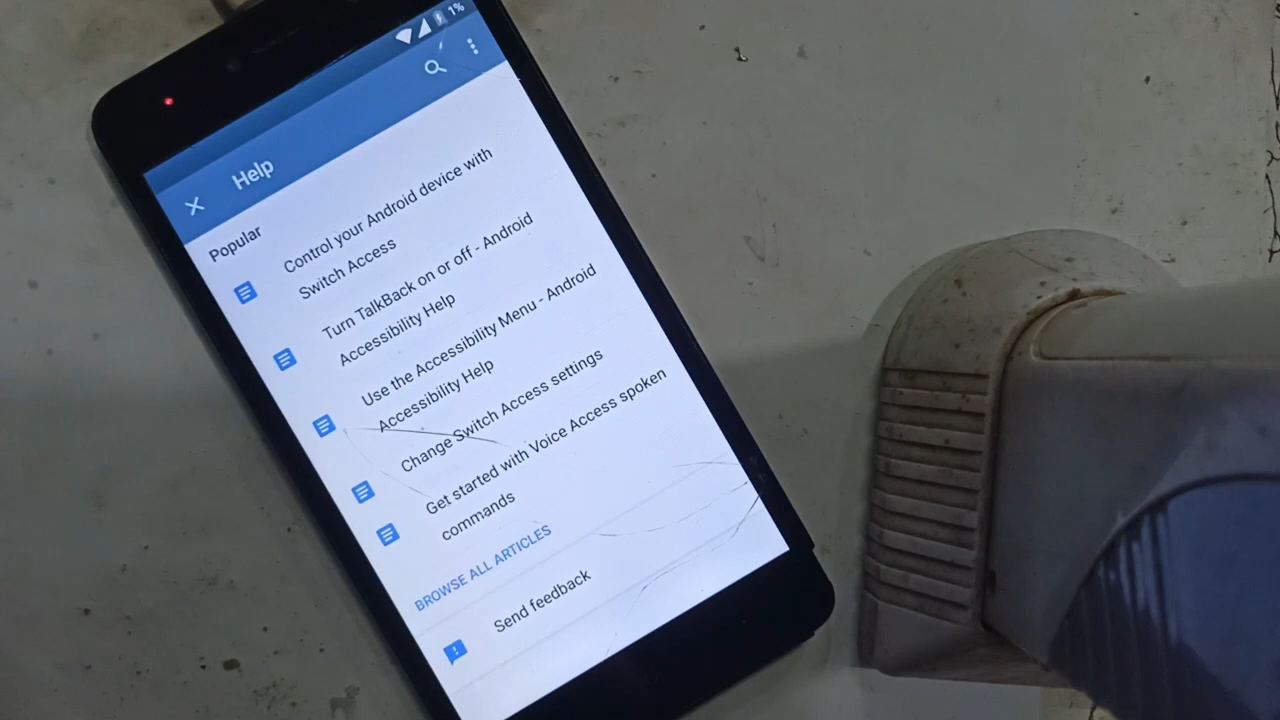 1%
Help
Popular
Control your Android device with
Switch Access
Turn TalkBack on or off - Android
Accessibility Help
Use the Accessibility Menu - Android
Accessibility Help
Change Switch Access settings
Get started with Voice Access spoken
commands
BROWSE ALL ARTICLES
Send feedback